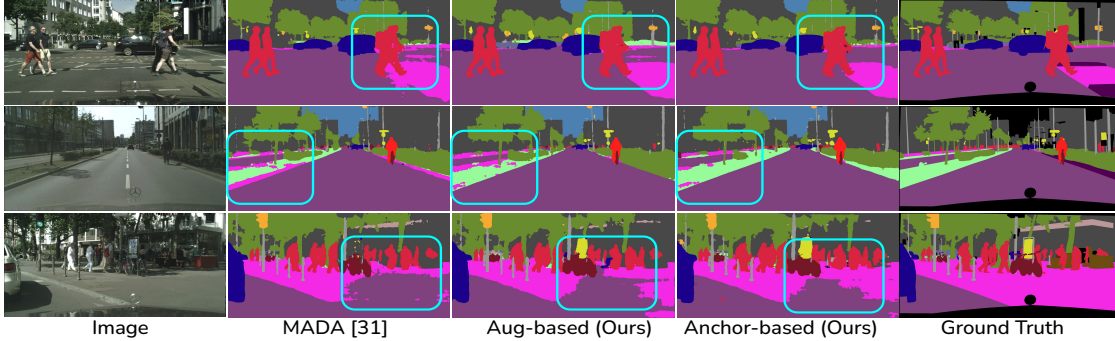 Image
MADA [31]
Aug-based (Ours)
Anchor-based (Ours)
Ground Truth